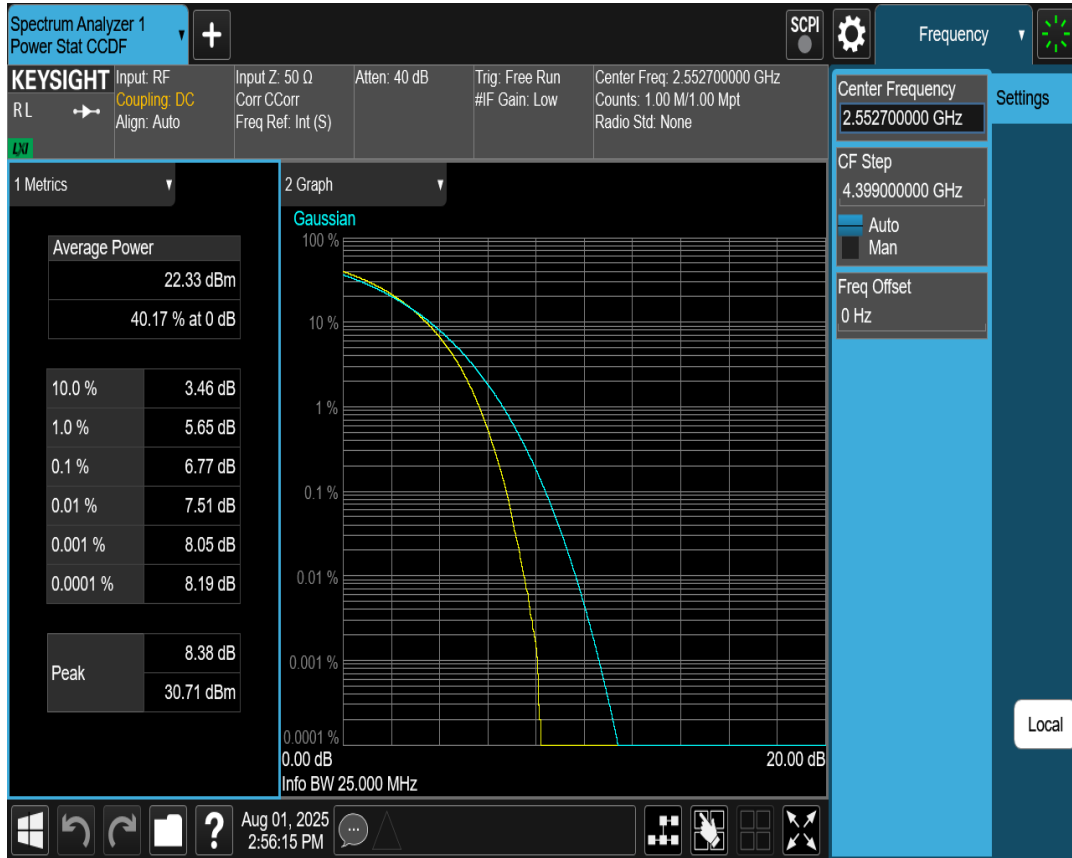 Spectrum Analyzer 1
Power Stat CCDF
+
SCPI
Frequency
KEYSIGHT
RL
LXI
Input: RF
Coupling: DC
Align: Auto
Input Z: 50 Ω
Corr CCorr
Freq Ref: Int (S)
Atten: 40 dB
Trig: Free Run
#IF Gain: Low
Center Freq: 2.552700000 GHz
Counts: 1.00 M/1.00 Mpt
Radio Std: None
Center Frequency
2.552700000 GHz
Settings
CF Step
4.399000000 GHz
Auto
Man
Freq Offset
0 Hz
Local
1 Metrics
Average Power
22.33 dBm
40.17 % at 0 dB
10.0 % 3.46 dB
1.0 % 5.65 dB
0.1 % 6.77 dB
0.01 % 7.51 dB
0.001 % 8.05 dB
0.0001 % 8.19 dB
Peak
8.38 dB
30.71 dBm
2 Graph
Gaussian
100 %
10 %
1 %
0.1 %
0.01 %
0.001 %
0.0001 %
0.00 dB 20.00 dB
Info BW 25.000 MHz
?
Aug 01, 2025
2:56:15 PM